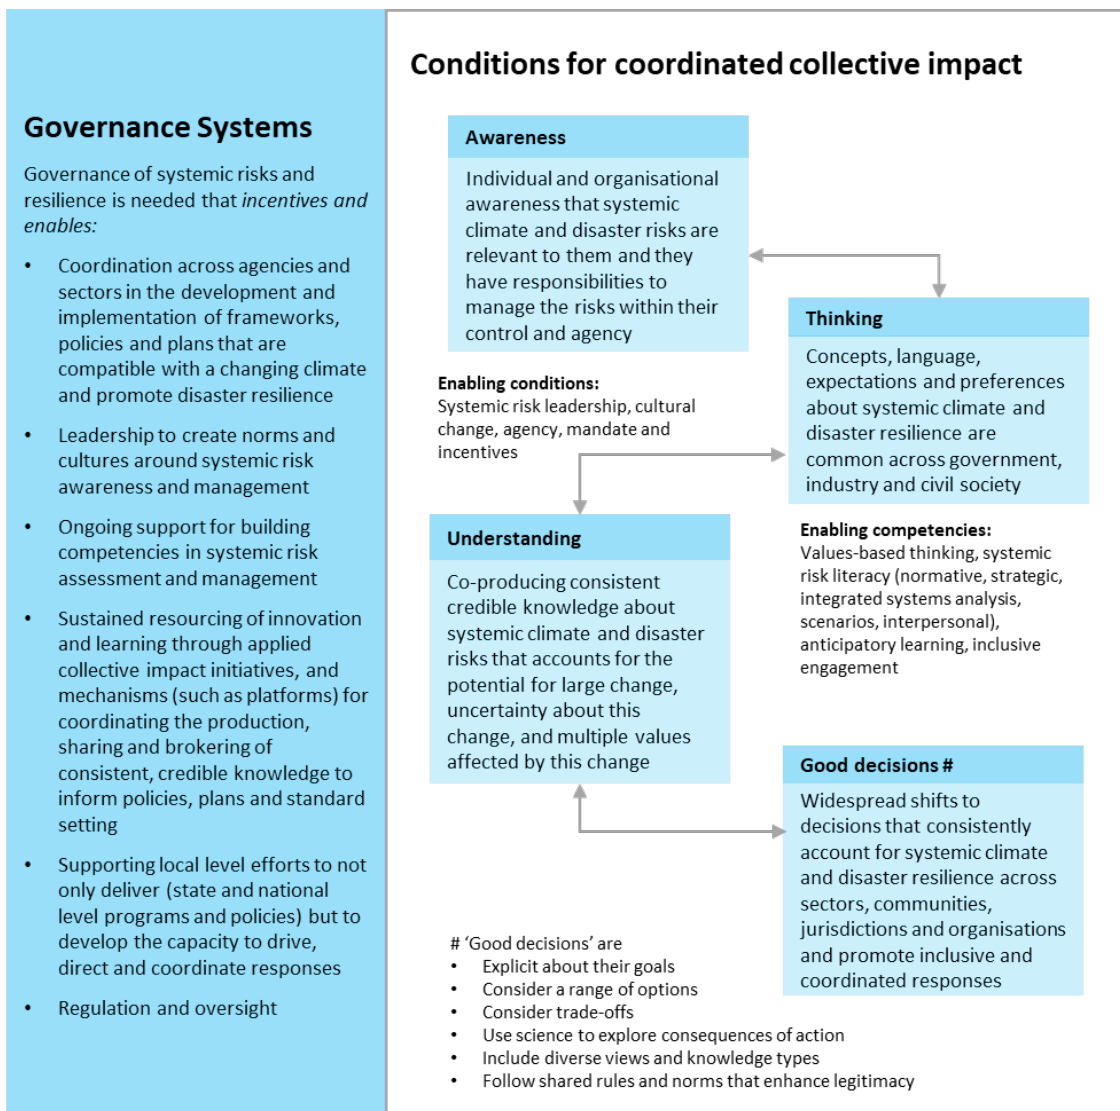 Governance Systems
Governance of systemic risks and
resilience is needed that incentives and
enables:
• Coordination across agencies and
sectors in the development and
implementation of frameworks,
policies and plans that are
compatible with a changing climate
and promote disaster resilience
• Leadership to create norms and
cultures around systemic risk
awareness and management
• Ongoing support for building
competencies in systemic risk
assessment and management
• Sustained resourcing of innovation
and learning through applied
collective impact initiatives, and
mechanisms (such as platforms) for
coordinating the production,
sharing and brokering of
consistent, credible knowledge to
inform policies, plans and standard
setting
• Supporting local level efforts to not
only deliver (state and national
level programs and policies) but to
develop the capacity to drive,
direct and coordinate responses
• Regulation and oversight
Conditions for coordinated collective impact
Awareness
Individual and organisational
awareness that systemic
climate and disaster risks are
relevant to them and they
have responsibilities to
manage the risks within their
control and agency
Enabling conditions:
Systemic risk leadership, cultural
change, agency, mandate and
incentives
Thinking
Concepts, language,
expectations and preferences
about systemic climate and
disaster resilience are
common across government,
industry and civil society
Enabling competencies:
Values-based thinking, systemic
risk literacy (normative, strategic,
integrated systems analysis,
scenarios, interpersonal),
anticipatory learning, inclusive
engagement
Understanding
Co-producing consistent
credible knowledge about
systemic climate and disaster
risks that accounts for the
potential for large change,
uncertainty about this
change, and multiple values
affected by this change
Good decisions #
Widespread shifts to
decisions that consistently
account for systemic climate
and disaster resilience across
sectors, communities,
jurisdictions and organisations
and promote inclusive and
coordinated responses
# ‘Good decisions’ are
• Explicit about their goals
• Consider a range of options
• Consider trade-offs
• Use science to explore consequences of action
• Include diverse views and knowledge types
• Follow shared rules and norms that enhance legitimacy